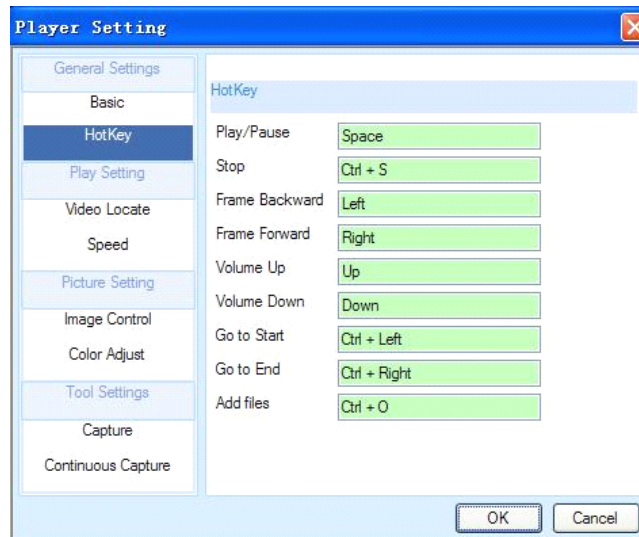 Player Setting
General Settings
Basic
HotKey
Play Setting
Video Locate
Speed
Picture Setting
Image Control
Color Adjust
Tool Settings
Capture
Continuous Capture
HotKey
Play/Pause Space
Stop Ctrl + S
Frame Backward Left
Frame Forward Right
Volume Up Up
Volume Down Down
Go to Start Ctrl + Left
Go to End Ctrl + Right
Add files Ctrl + O
OK Cancel